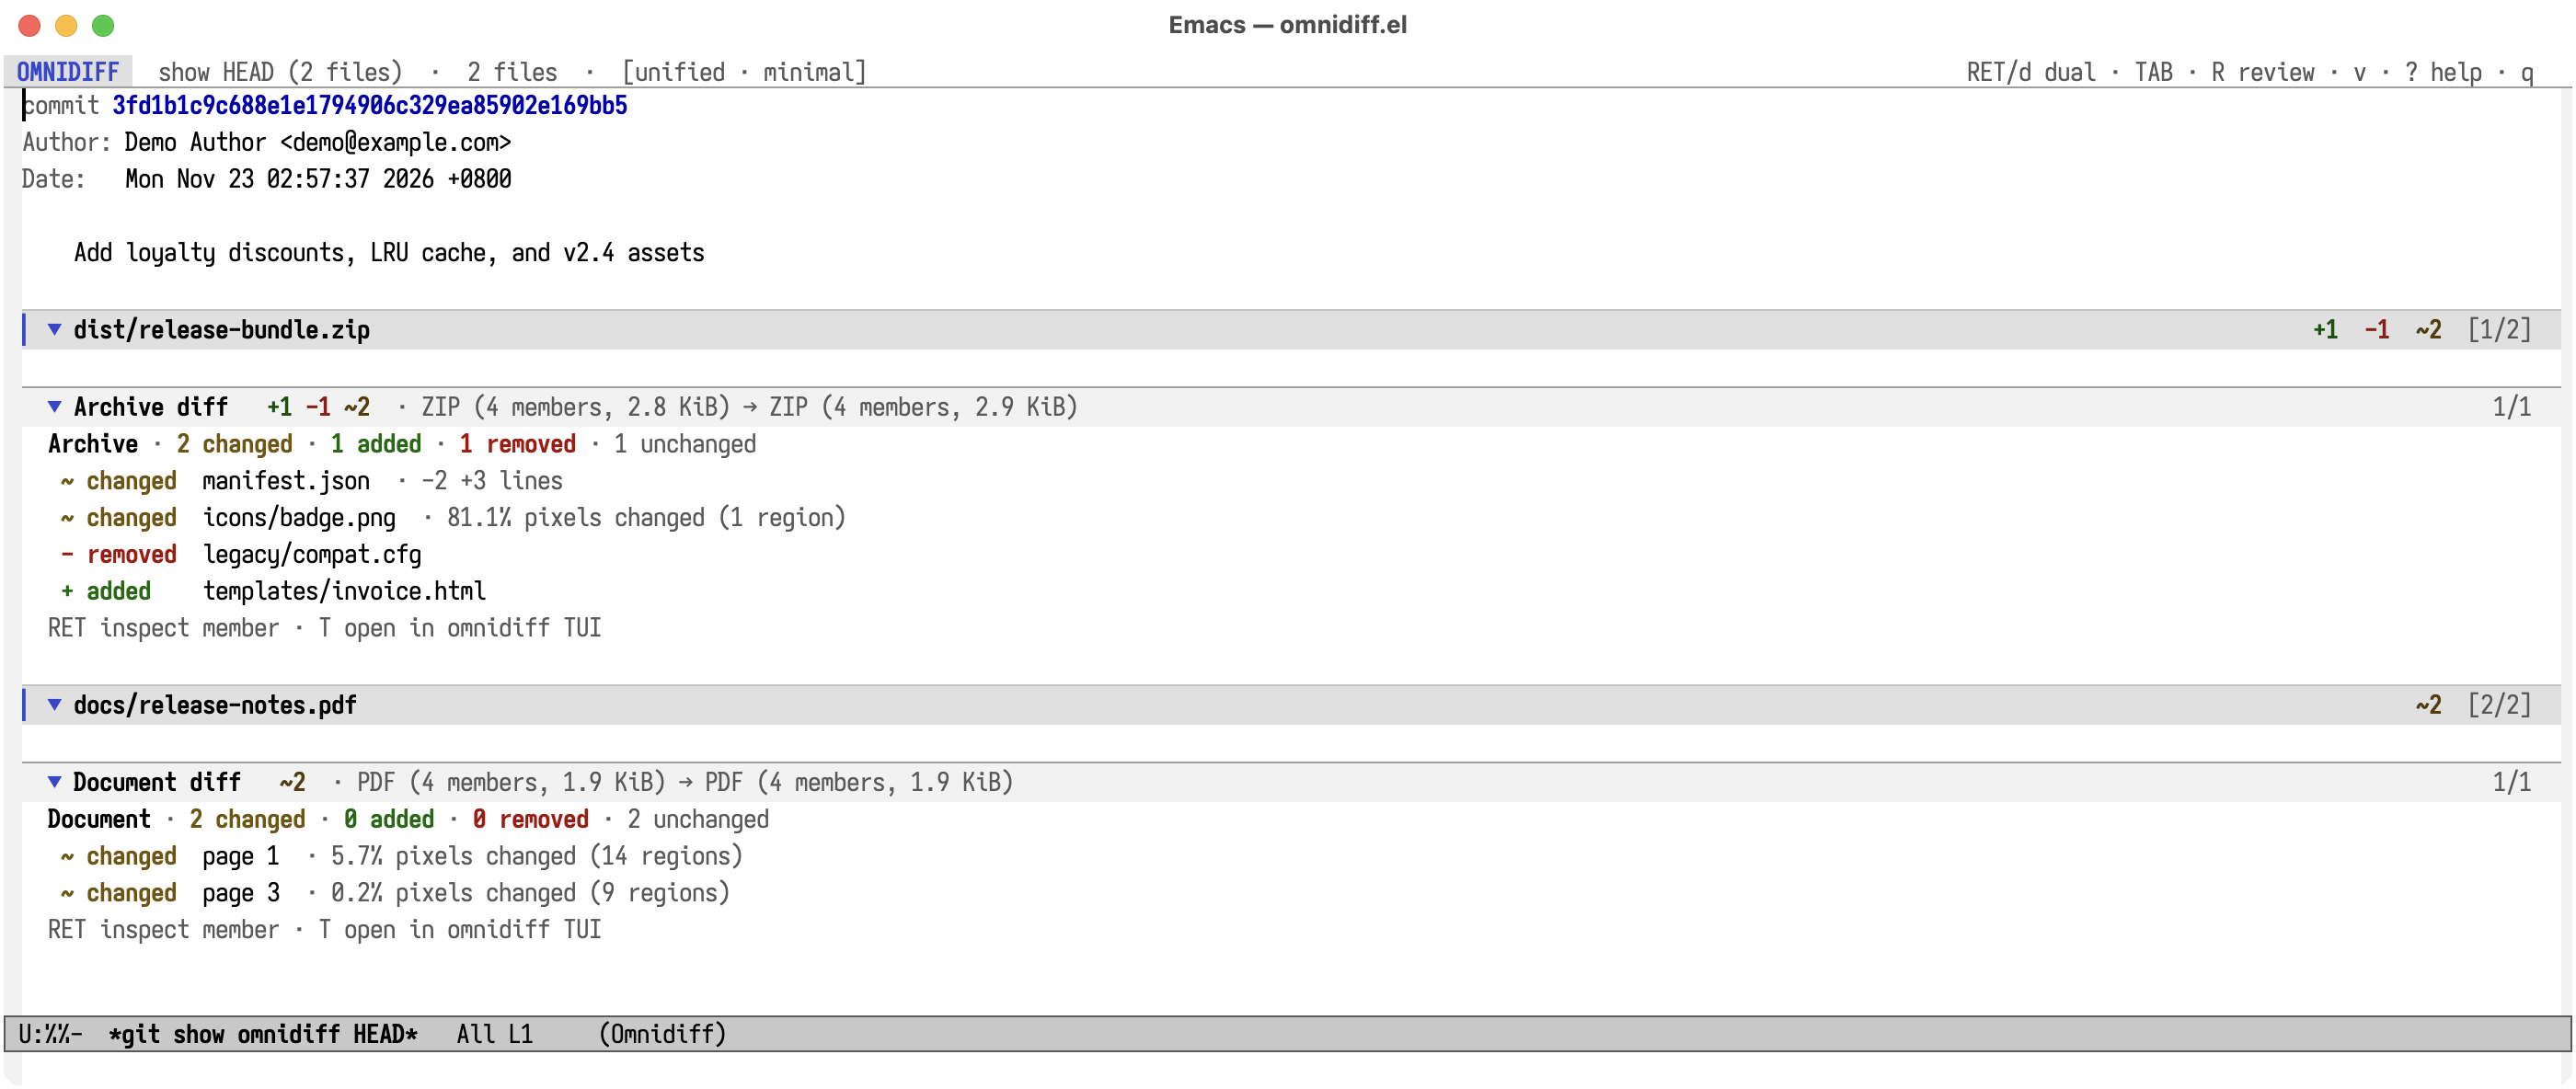 Emacs — omnidiff.el
OMNIDIFF show HEAD (2 files) · 2 files · [unified · minimal] RET/d dual · TAB · R review · v · ? help · q
commit 3fd1b1c9c688e1e1794906c329ea85902e169bb5
Author: Demo Author <demo@example.com>
Date: Mon Nov 23 02:57:37 2026 +0800
Add loyalty discounts, LRU cache, and v2.4 assets
▼ dist/release-bundle.zip +1 −1 ~2 [1/2]
▼ Archive diff +1 −1 ~2 · ZIP (4 members, 2.8 KiB) → ZIP (4 members, 2.9 KiB) 1/1
Archive · 2 changed · 1 added · 1 removed · 1 unchanged
~ changed manifest.json · −2 +3 lines
~ changed icons/badge.png · 81.1% pixels changed (1 region)
− removed legacy/compat.cfg
+ added templates/invoice.html
RET inspect member · T open in omnidiff TUI
▼ docs/release-notes.pdf ~2 [2/2]
▼ Document diff ~2 · PDF (4 members, 1.9 KiB) → PDF (4 members, 1.9 KiB) 1/1
Document · 2 changed · 0 added · 0 removed · 2 unchanged
~ changed page 1 · 5.7% pixels changed (14 regions)
~ changed page 3 · 0.2% pixels changed (9 regions)
RET inspect member · T open in omnidiff TUI
U:%%- *git show omnidiff HEAD* All L1 (Omnidiff)